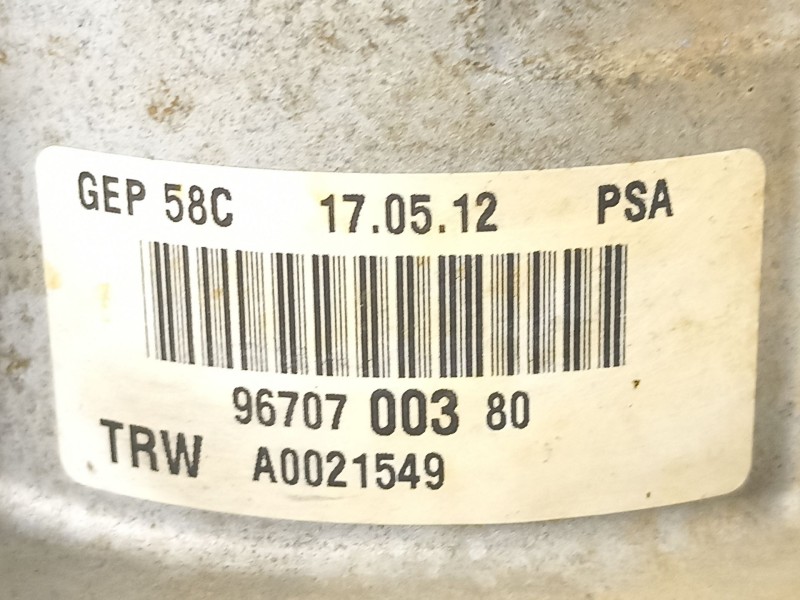 GEP 58C 17.05.12 PSA
96707 003 80
TRW A0021549